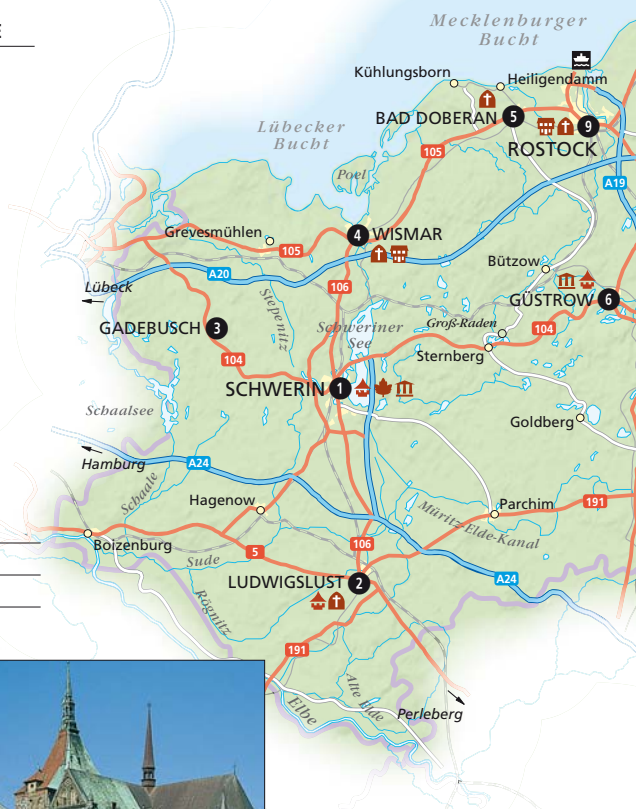 Mecklenburger
Bucht
Kühlungsborn
Heiligendamm
BAD DOBERAN 5
9
ROSTOCK
Lübecker
Bucht
105
A19
Poel
4 WISMAR
Grevesmühlen
105
Bützow
A20
106
Lübeck
GÜSTROW 6
Stepenitz
Schweriner
See
Groß-Raden
104
GADEBUSCH 3
Sternberg
104
SCHWERIN 1
Schaalsee
Goldberg
Hamburg
A24
Schaale
Hagenow
Parchim
191
Müritz-Elde-Kanal
Boizenburg
5
106
Sude
A24
LUDWIGSLUST 2
Rögnitz
191
Elbe
Alte Elde
Perleberg